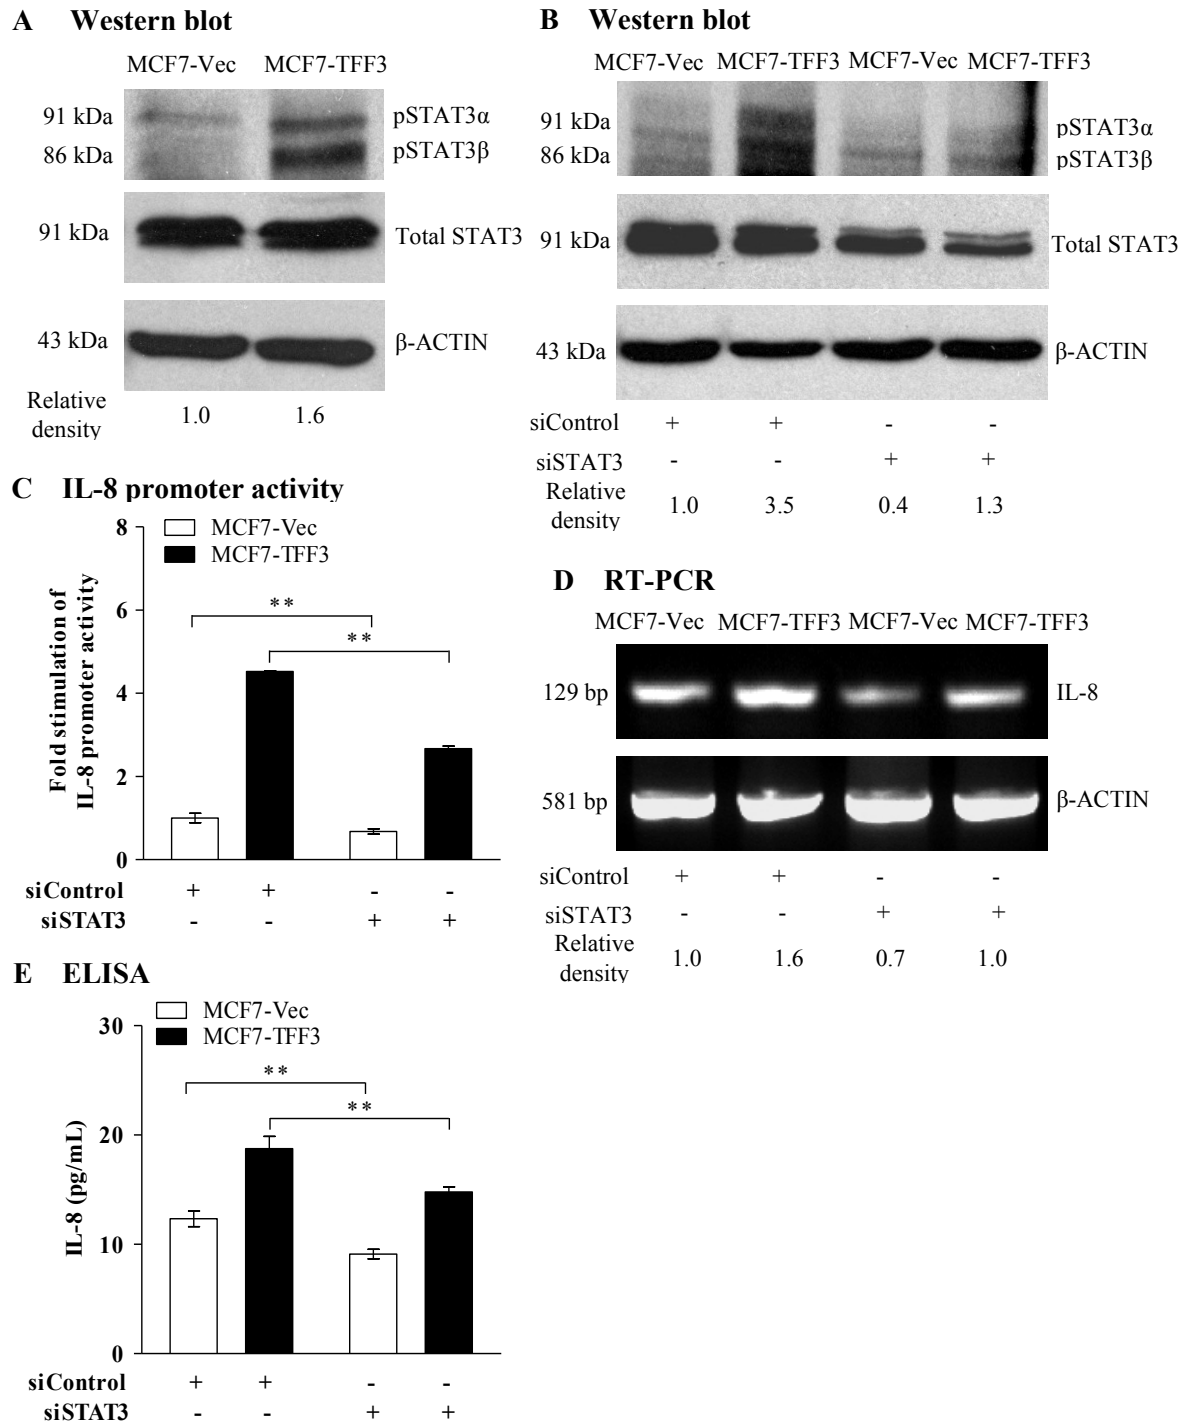 A Western blot
MCF7-Vec MCF7-TFF3
91 kDa pSTAT3α
86 kDa pSTAT3β
91 kDa Total STAT3
43 kDa β-ACTIN
Relative density 1.0 1.6
B Western blot
MCF7-Vec MCF7-TFF3 MCF7-Vec MCF7-TFF3
91 kDa pSTAT3α
86 kDa pSTAT3β
91 kDa Total STAT3
43 kDa β-ACTIN
siControl + + - -
siSTAT3 - - + +
Relative density 1.0 3.5 0.4 1.3
C IL-8 promoter activity
MCF7-Vec
MCF7-TFF3
Fold stimulation of
IL-8 promoter activity
8
6
4
2
0
**
**
siControl + + - -
siSTAT3 - - + +
D RT-PCR
MCF7-Vec MCF7-TFF3 MCF7-Vec MCF7-TFF3
129 bp IL-8
581 bp β-ACTIN
siControl + + - -
siSTAT3 - - + +
Relative density 1.0 1.6 0.7 1.0
E ELISA
MCF7-Vec
MCF7-TFF3
IL-8 (pg/mL)
30
20
10
0
**
**
siControl + + - -
siSTAT3 - - + +